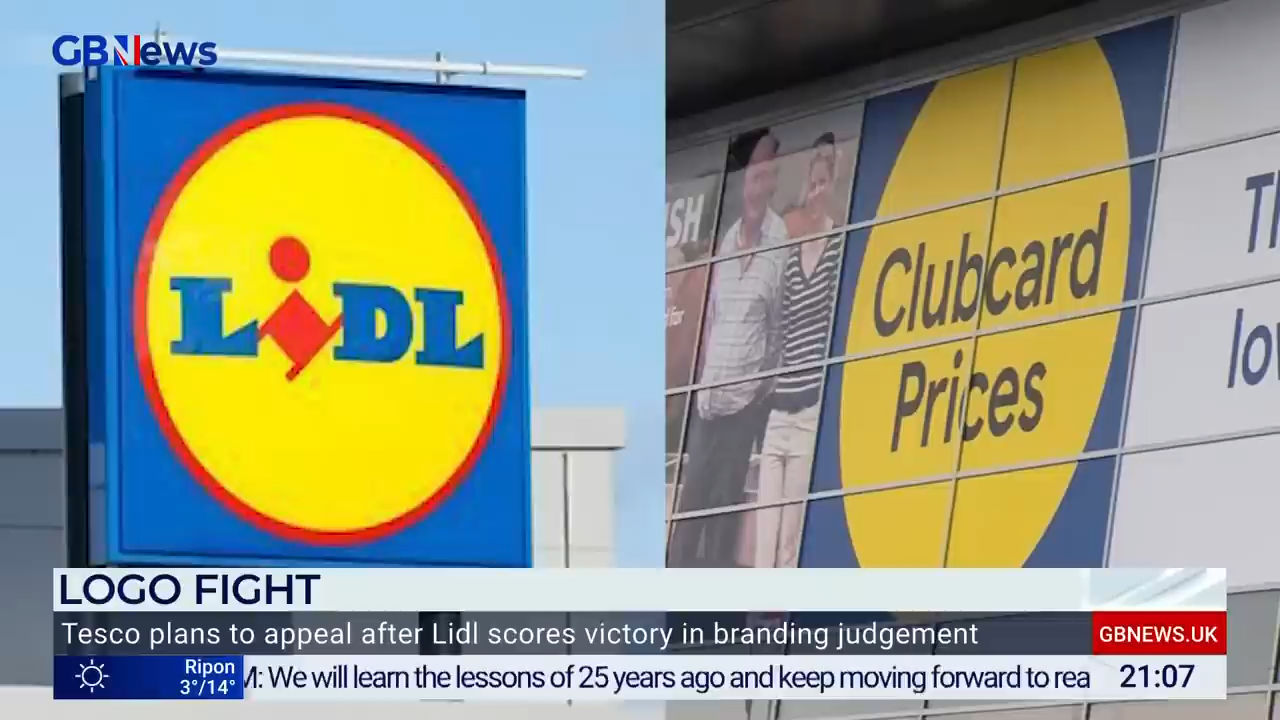 GBNews
LIDL
SH
for
Clubcard
Prices
LOGO FIGHT
Tesco plans to appeal after Lidl scores victory in branding judgement
GBNEWS.UK
Ripon
3°/14°
M: We will learn the lessons of 25 years ago and keep moving forward to rea
21:07